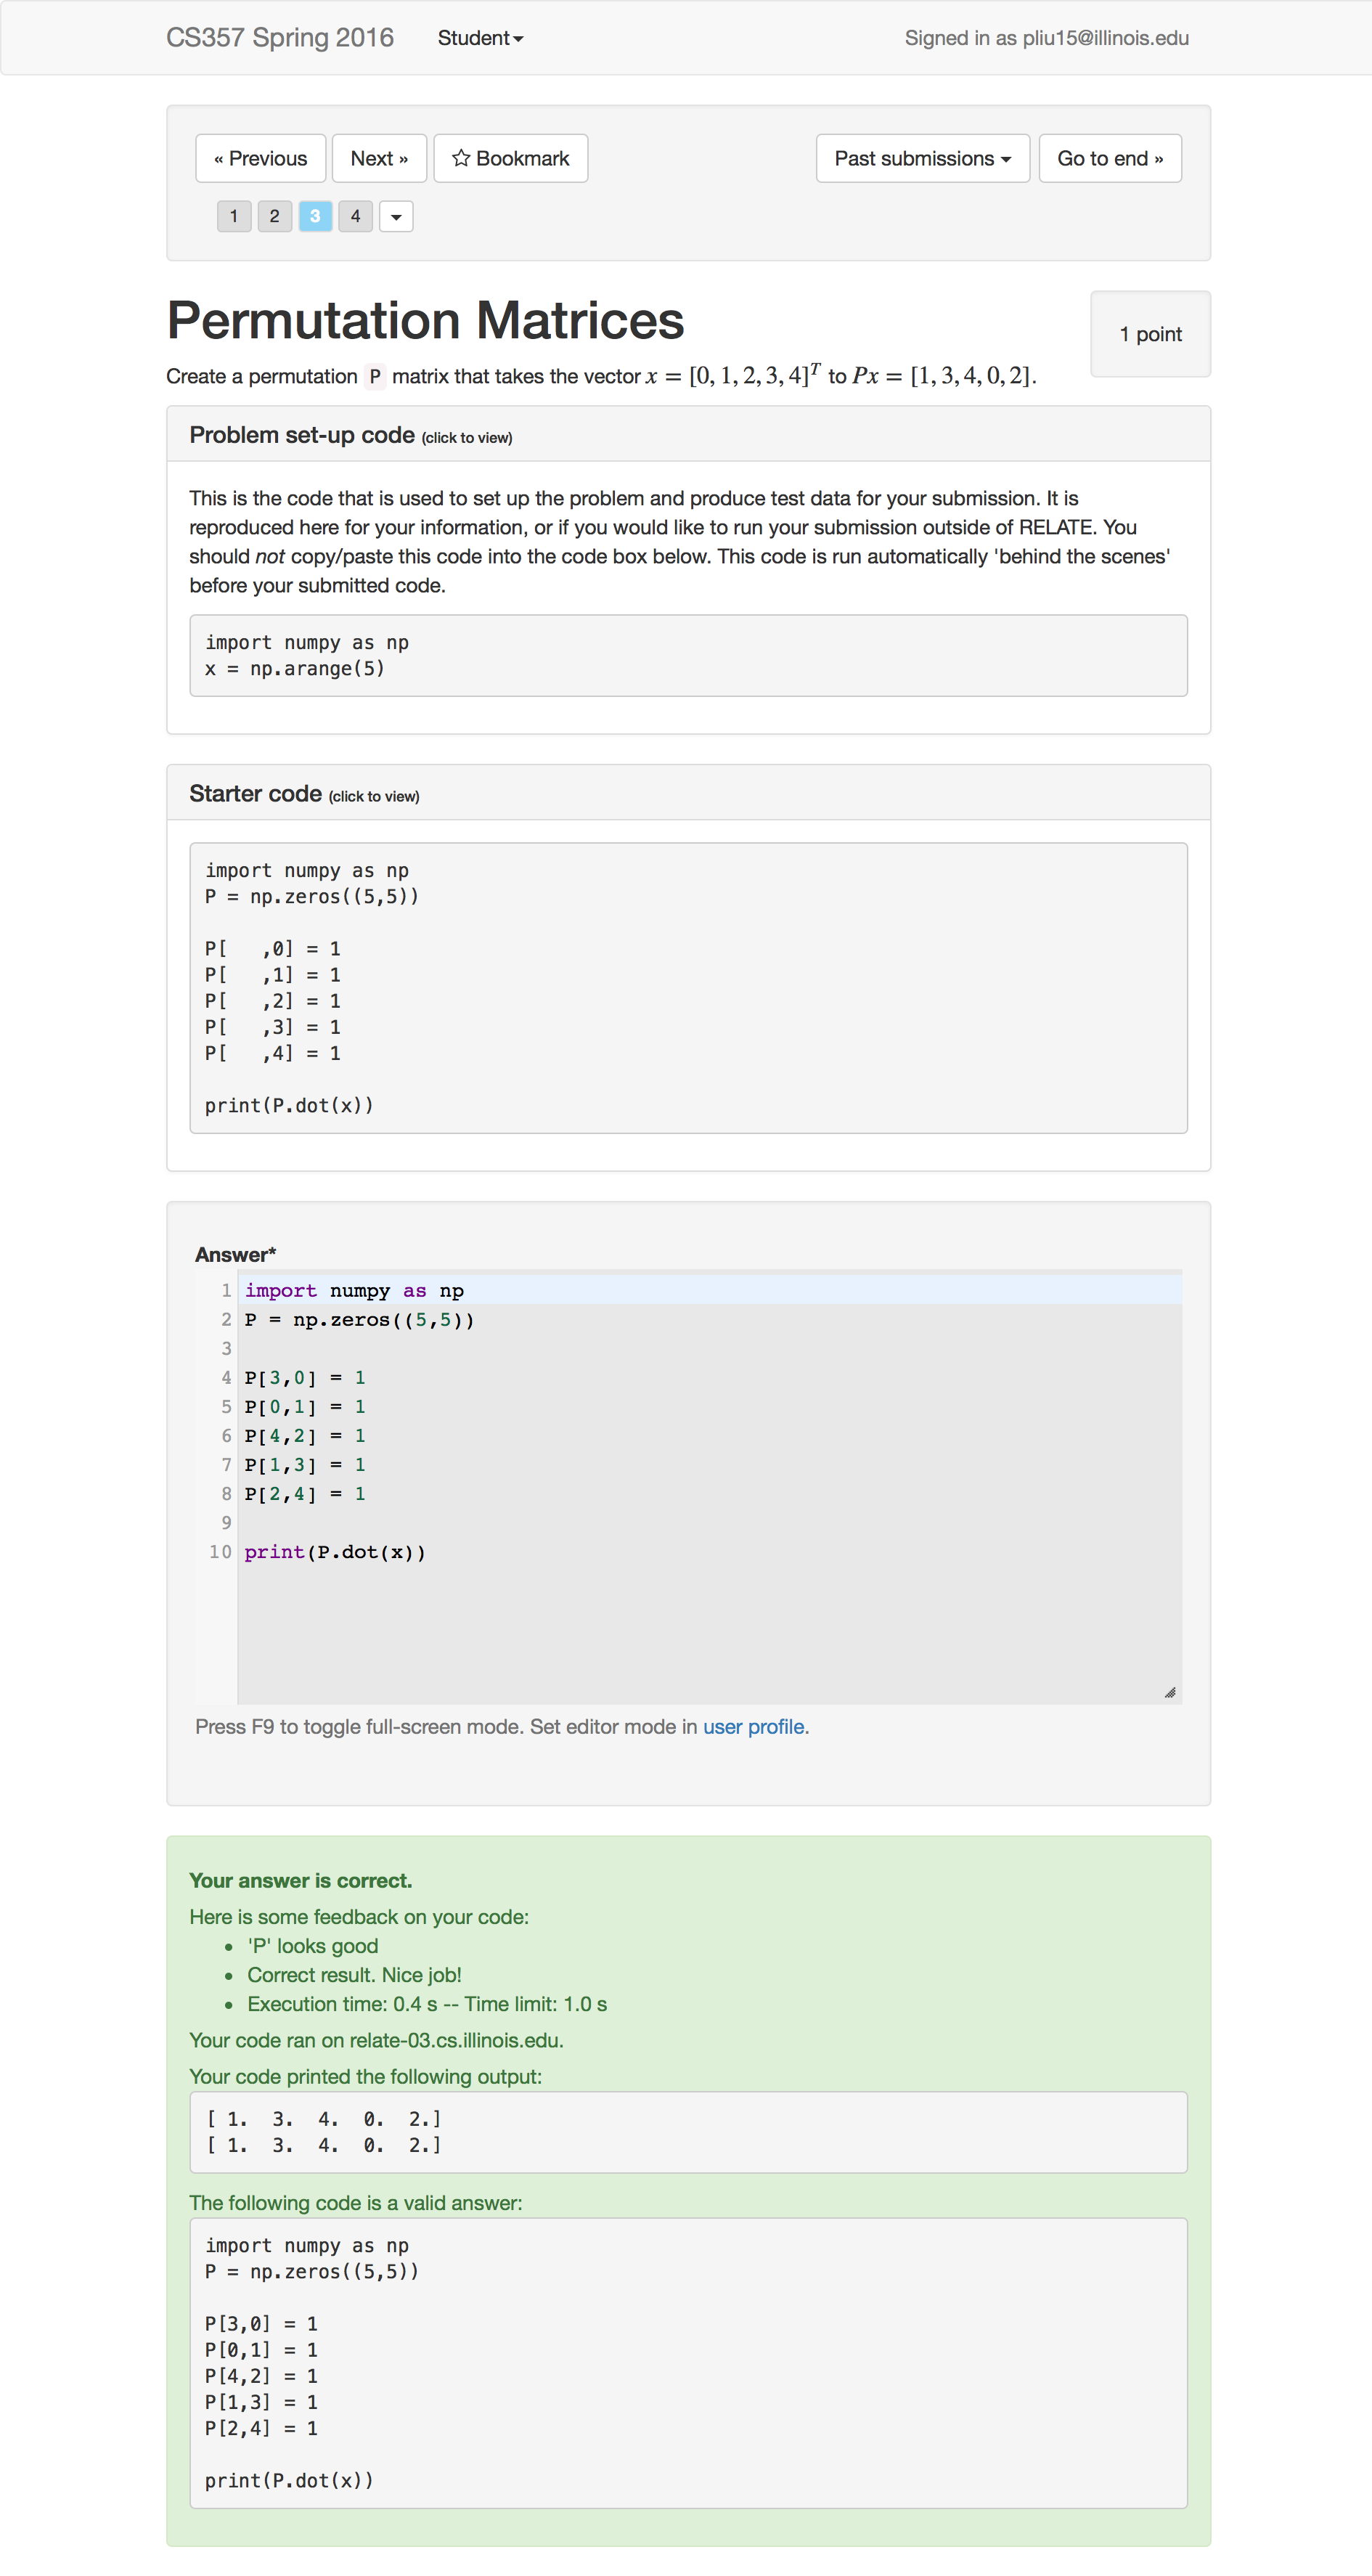 CS357 Spring 2016 Student Signed in as pliu15@illinois.edu
« Previous Next » Bookmark Past submissions Go to end »
1 2 3 4
Permutation Matrices
1 point
Create a permutation P matrix that takes the vector x = [0, 1, 2, 3, 4]^T to Px = [1, 3, 4, 0, 2].
Problem set-up code (click to view)
This is the code that is used to set up the problem and produce test data for your submission. It is
reproduced here for your information, or if you would like to run your submission outside of RELATE. You
should not copy/paste this code into the code box below. This code is run automatically 'behind the scenes'
before your submitted code.
import numpy as np
x = np.arange(5)
Starter code (click to view)
import numpy as np
P = np.zeros((5,5))
P[   ,0] = 1
P[   ,1] = 1
P[   ,2] = 1
P[   ,3] = 1
P[   ,4] = 1
print(P.dot(x))
Answer*
1 import numpy as np
2 P = np.zeros((5,5))
3
4 P[3,0] = 1
5 P[0,1] = 1
6 P[4,2] = 1
7 P[1,3] = 1
8 P[2,4] = 1
9
10 print(P.dot(x))
Press F9 to toggle full-screen mode. Set editor mode in user profile.
Your answer is correct.
Here is some feedback on your code:
• 'P' looks good
• Correct result. Nice job!
• Execution time: 0.4 s -- Time limit: 1.0 s
Your code ran on relate-03.cs.illinois.edu.
Your code printed the following output:
[ 1.  3.  4.  0.  2.]
[ 1.  3.  4.  0.  2.]
The following code is a valid answer:
import numpy as np
P = np.zeros((5,5))
P[3,0] = 1
P[0,1] = 1
P[4,2] = 1
P[1,3] = 1
P[2,4] = 1
print(P.dot(x))